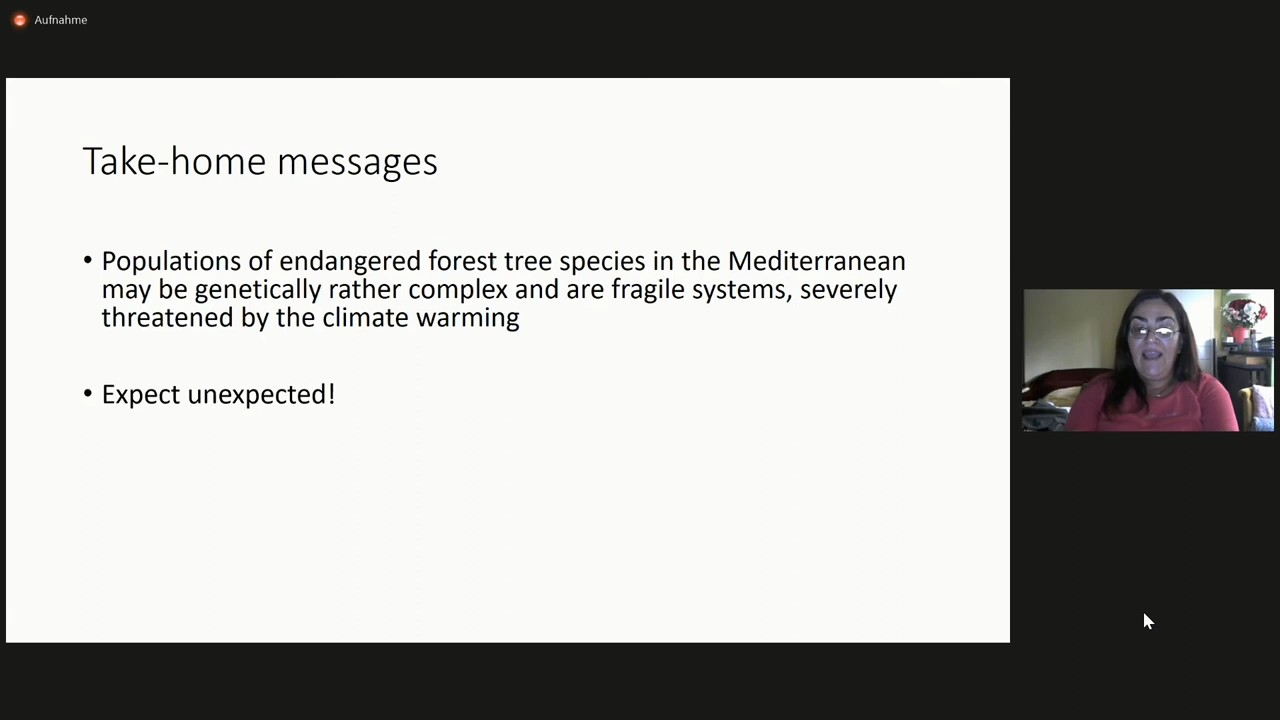 Aufnahme
Take-home messages
• Populations of endangered forest tree species in the Mediterranean
may be genetically rather complex and are fragile systems, severely
threatened by the climate warming
• Expect unexpected!